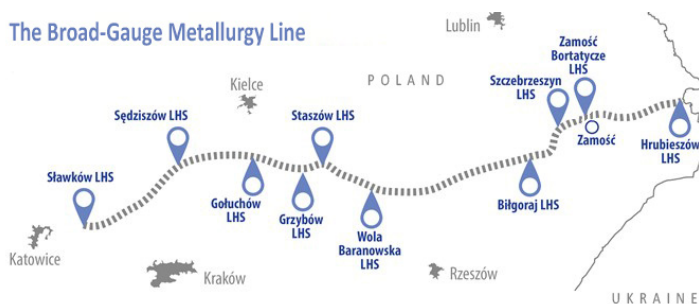 The Broad-Gauge Metallurgy Line
Lublin
Zamość
Bortatycze
LHS
Kielce
POLAND
Szczebrzeszyn
LHS
Sędziszów LHS
Staszów LHS
Zamość
Hrubieszów
LHS
Sławków LHS
Gołuchów
LHS
Grzybów
LHS
Biłgoraj LHS
Wola
Baranowska
LHS
Katowice
Kraków
Rzeszów
UKRAINE